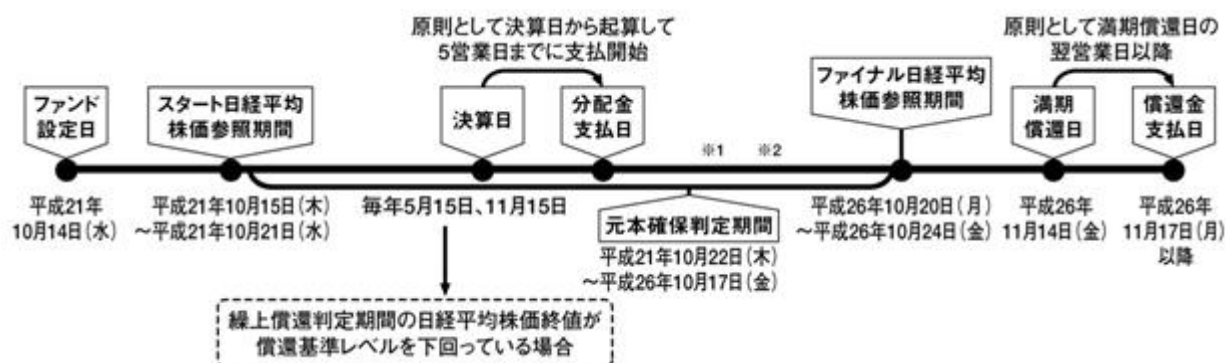 原則として決算日から起算して
5営業日までに支払開始
原則として満期償還日の
翌営業日以降
ファンド
設定日
スタート日経平均
株価参照期間
決算日
分配金
支払日
ファイナル日経平均
株価参照期間
満期
償還日
償還金
支払日
※1
※2
平成21年
10月14日(水)
平成21年10月15日(木)
～平成21年10月21日(水)
毎年5月15日、11月15日
元本確保判定期間
平成21年10月22日(木)
～平成26年10月17日(金)
平成26年10月20日(月)
～平成26年10月24日(金)
平成26年
11月14日(金)
平成26年
11月17日(月)
以降
繰上償還判定期間の日経平均株価終値が
償還基準レベルを下回っている場合